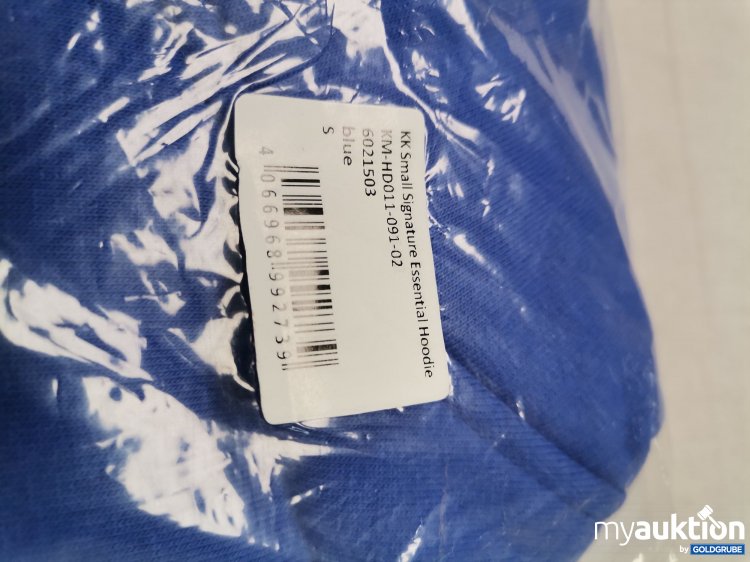 KK Small Signature Essential Hoodie
KM-HD011-091-02
6021503
blue
S
4 066968 992739
myauktion
by GOLDGRUBE